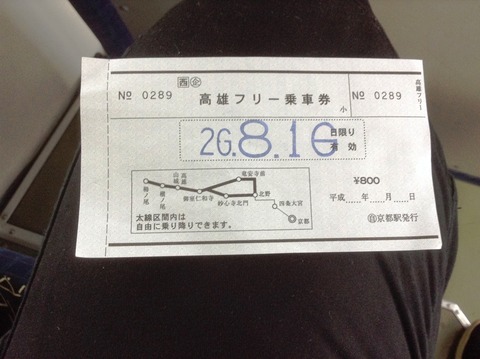 西 企
№ 0289
高雄フリー乗車券
小
№ 0289
高雄フリー
26.8.16 日限り有効
¥800
平成 年 月 日
京都駅発行
栂ノ尾
槇ノ尾
山城高雄
御室仁和寺
竜安寺前
妙心寺北門
北野
四条大宮
京都
太線区間内は
自由に乗り降りできます。